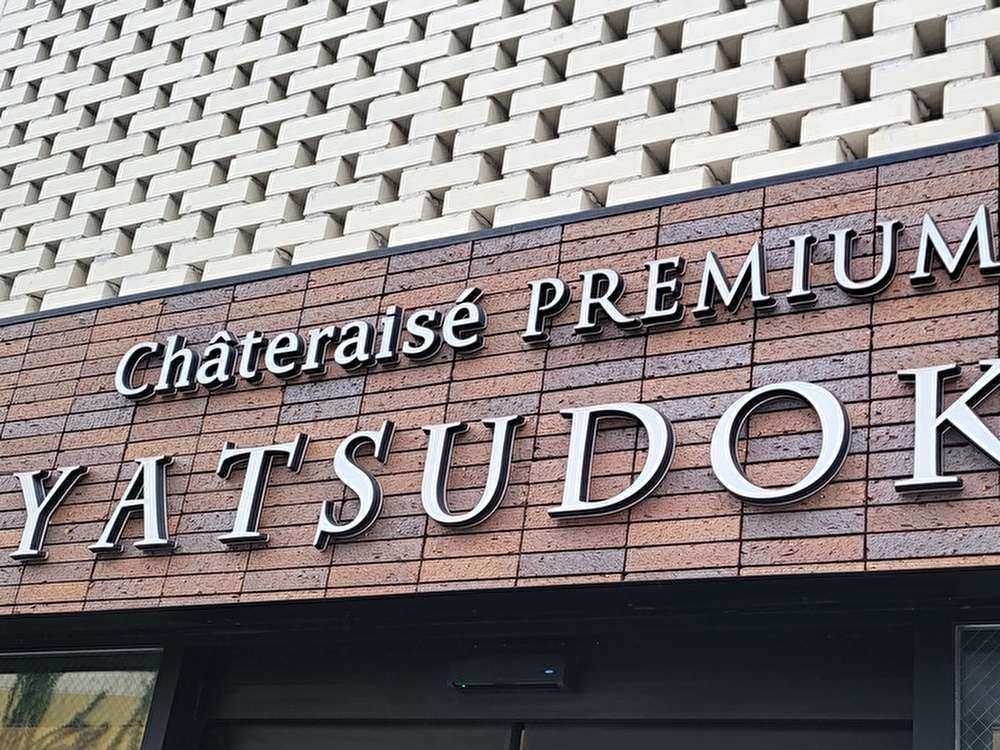 Châteraisé PREMIUM
YATSUDOK